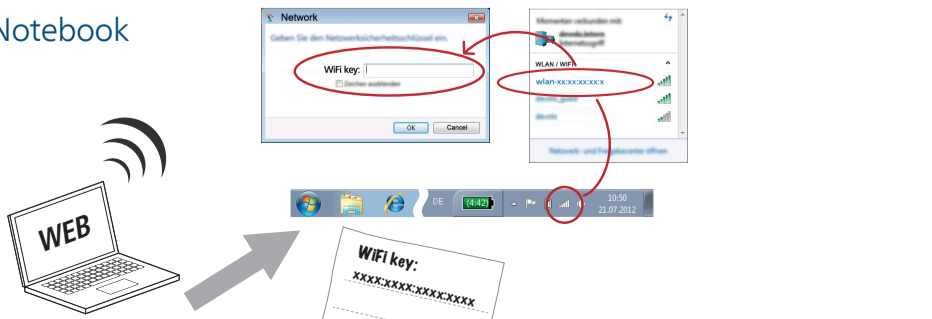 Notebook
Network
Geben Sie den Netzwerksicherheitsschlüssel ein.
WiFi key:
Zeichen ausblenden
OK
Cancel
Momentan verbunden mit:
devolo.intern
Internetzugriff
WLAN / WIFI
wlan-xx:xx:xx:xx:x
devolo_guest
devolo
Netzwerk- und Freigabecenter öffnen
DE
(4:42)
10:50
21.07.2012
WEB
WiFi key:
xxxx:xxxx:xxxx:xxxx